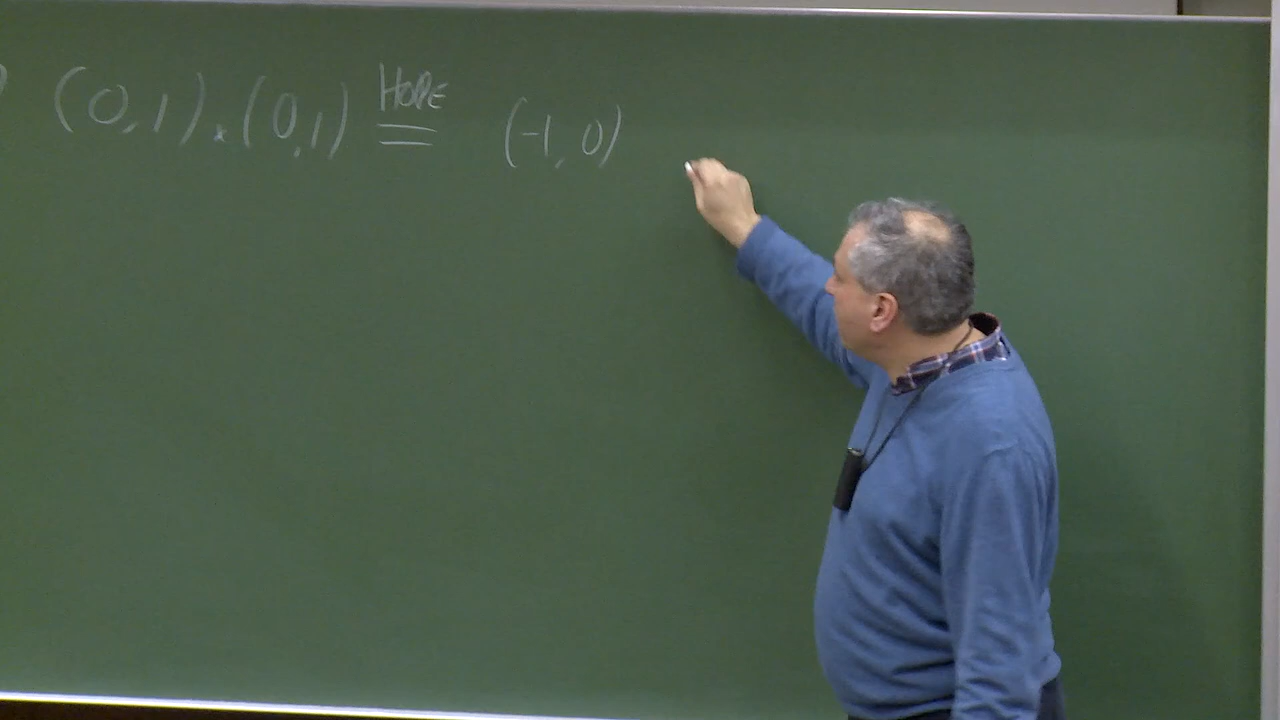 ) (0,1) . (0,1) HOPE = (-1, 0)